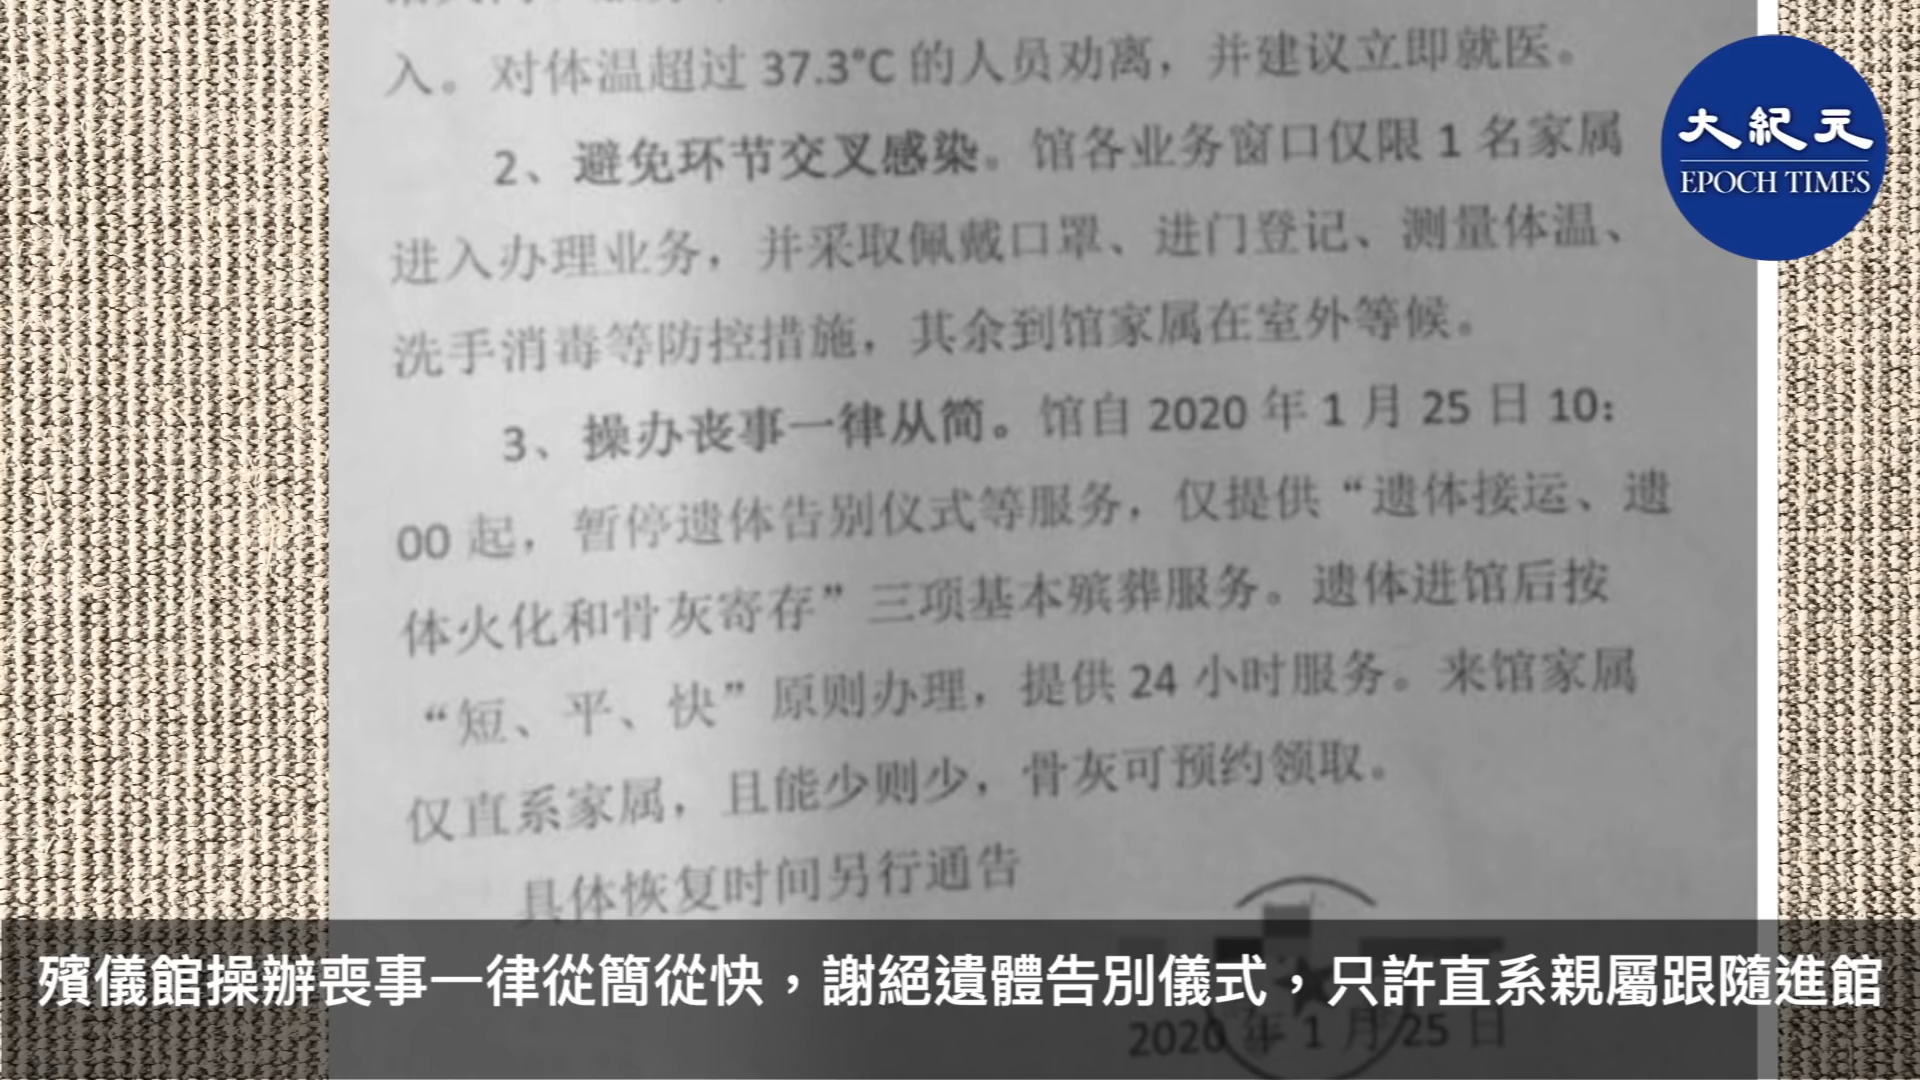 入。对体温超过 37.3°C 的人员劝离，并建议立即就医。
2、避免环节交叉感染。馆各业务窗口仅限 1 名家属
进入办理业务，并采取佩戴口罩、进门登记、测量体温、
洗手消毒等防控措施，其余到馆家属在室外等候。
3、操办丧事一律从简。馆自 2020 年 1 月 25 日 10：
00 起，暂停遗体告别仪式等服务，仅提供“遗体接运、遗
体火化和骨灰寄存”三项基本殡葬服务。遗体进馆后按
“短、平、快”原则办理，提供 24 小时服务。来馆家属
仅直系家属，且能少则少，骨灰可预约领取。
具体恢复时间另行通告
2020 年 1 月 25 日
大紀元
EPOCH TIMES
殯儀館操辦喪事一律從簡從快，謝絕遺體告別儀式，只許直系親屬跟隨進館